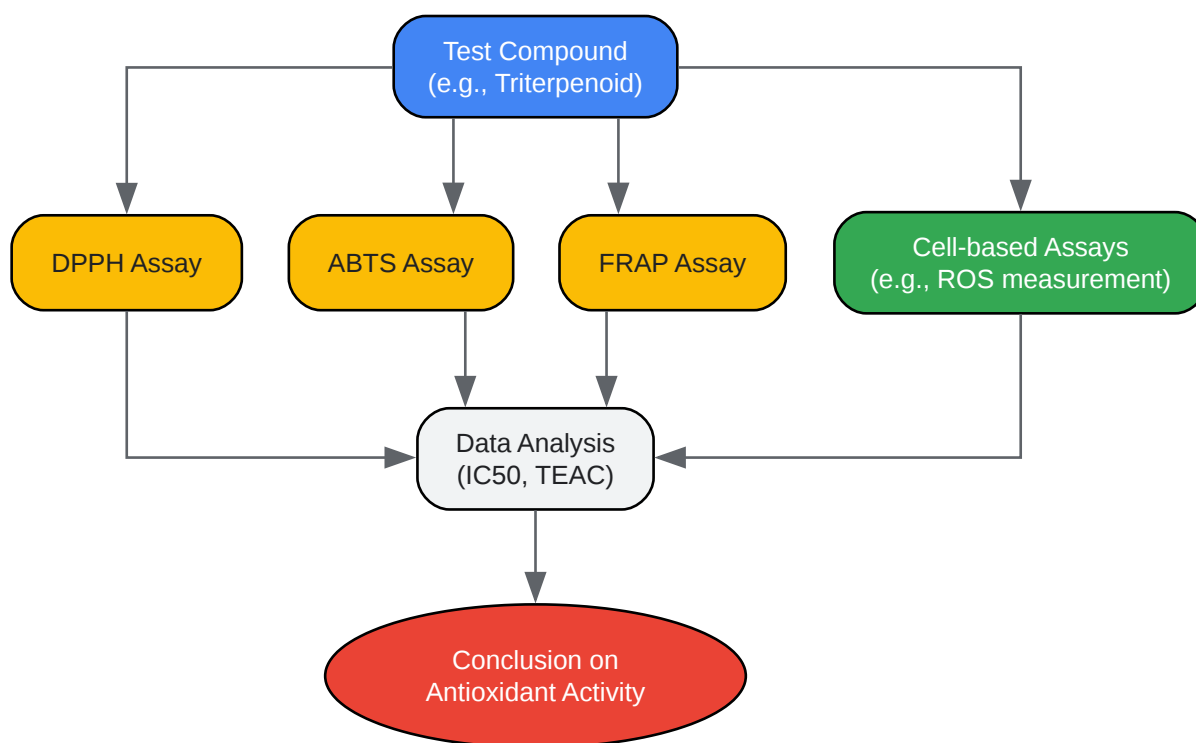 Test Compound
(e.g., Triterpenoid)
DPPH Assay
ABTS Assay
FRAP Assay
Cell-based Assays
(e.g., ROS measurement)
Data Analysis
(IC50, TEAC)
Conclusion on
Antioxidant Activity